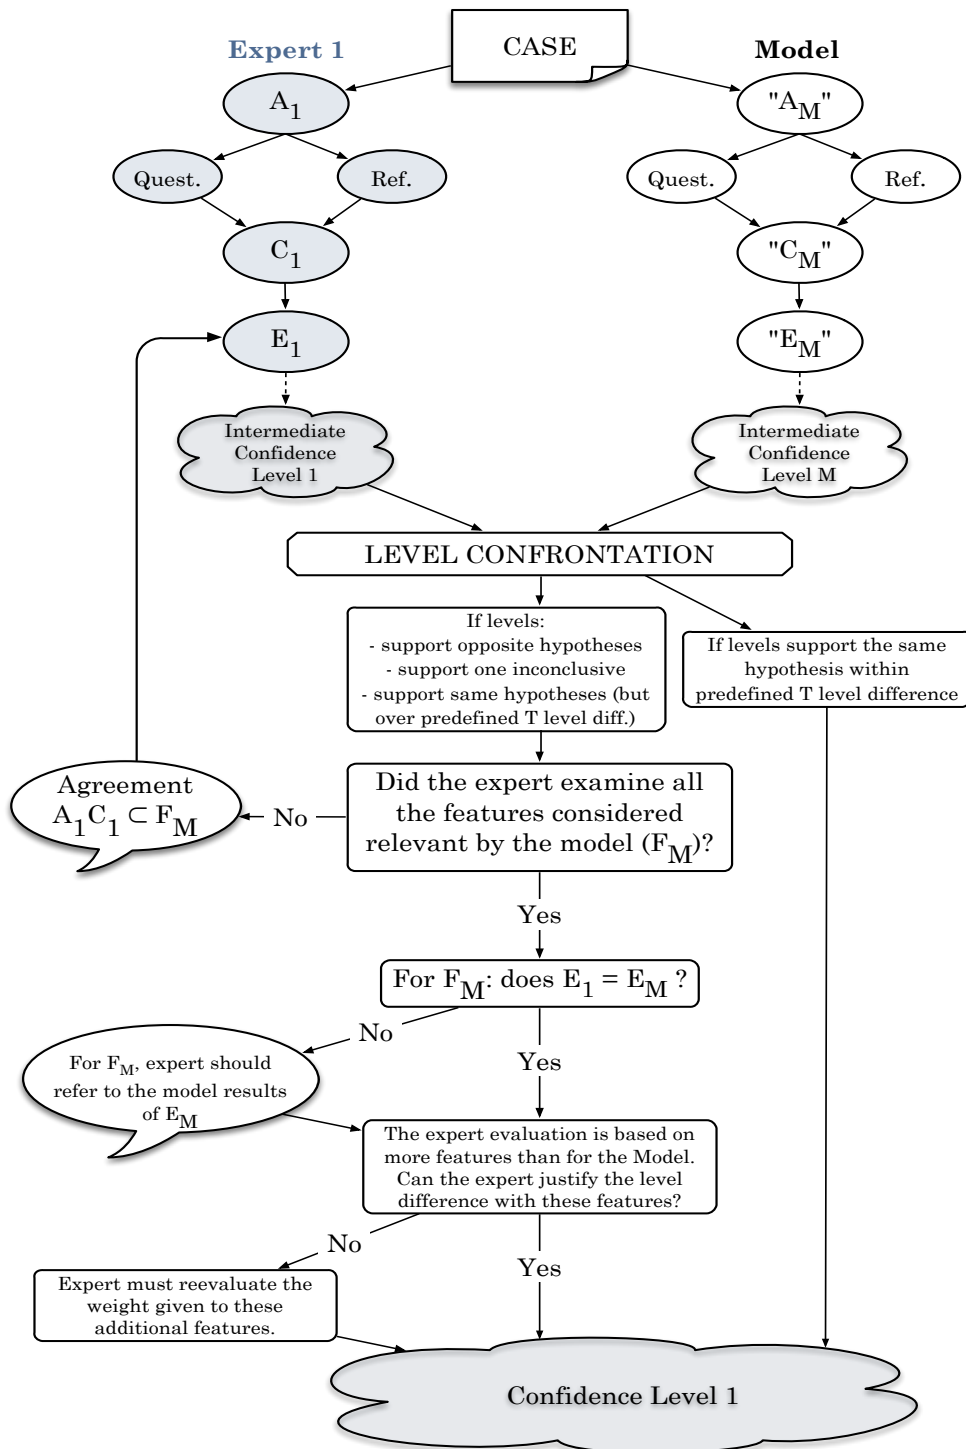 CASE
Expert 1
Model
A1
"AM"
Quest.
Ref.
Quest.
Ref.
C1
"CM"
E1
"EM"
Intermediate
Confidence
Level 1
Intermediate
Confidence
Level M
LEVEL CONFRONTATION
If levels:
- support opposite hypotheses
- support one inconclusive
- support same hypotheses (but
over predefined T level diff.)
If levels support the same
hypothesis within
predefined T level difference
Did the expert examine all
the features considered
relevant by the model (FM)?
No
Agreement
A1C1 ⊂ FM
Yes
For FM: does E1 = EM ?
No
Yes
For FM, expert should
refer to the model results
of EM
The expert evaluation is based on
more features than for the Model.
Can the expert justify the level
difference with these features?
No
Yes
Expert must reevaluate the
weight given to these
additional features.
Confidence Level 1